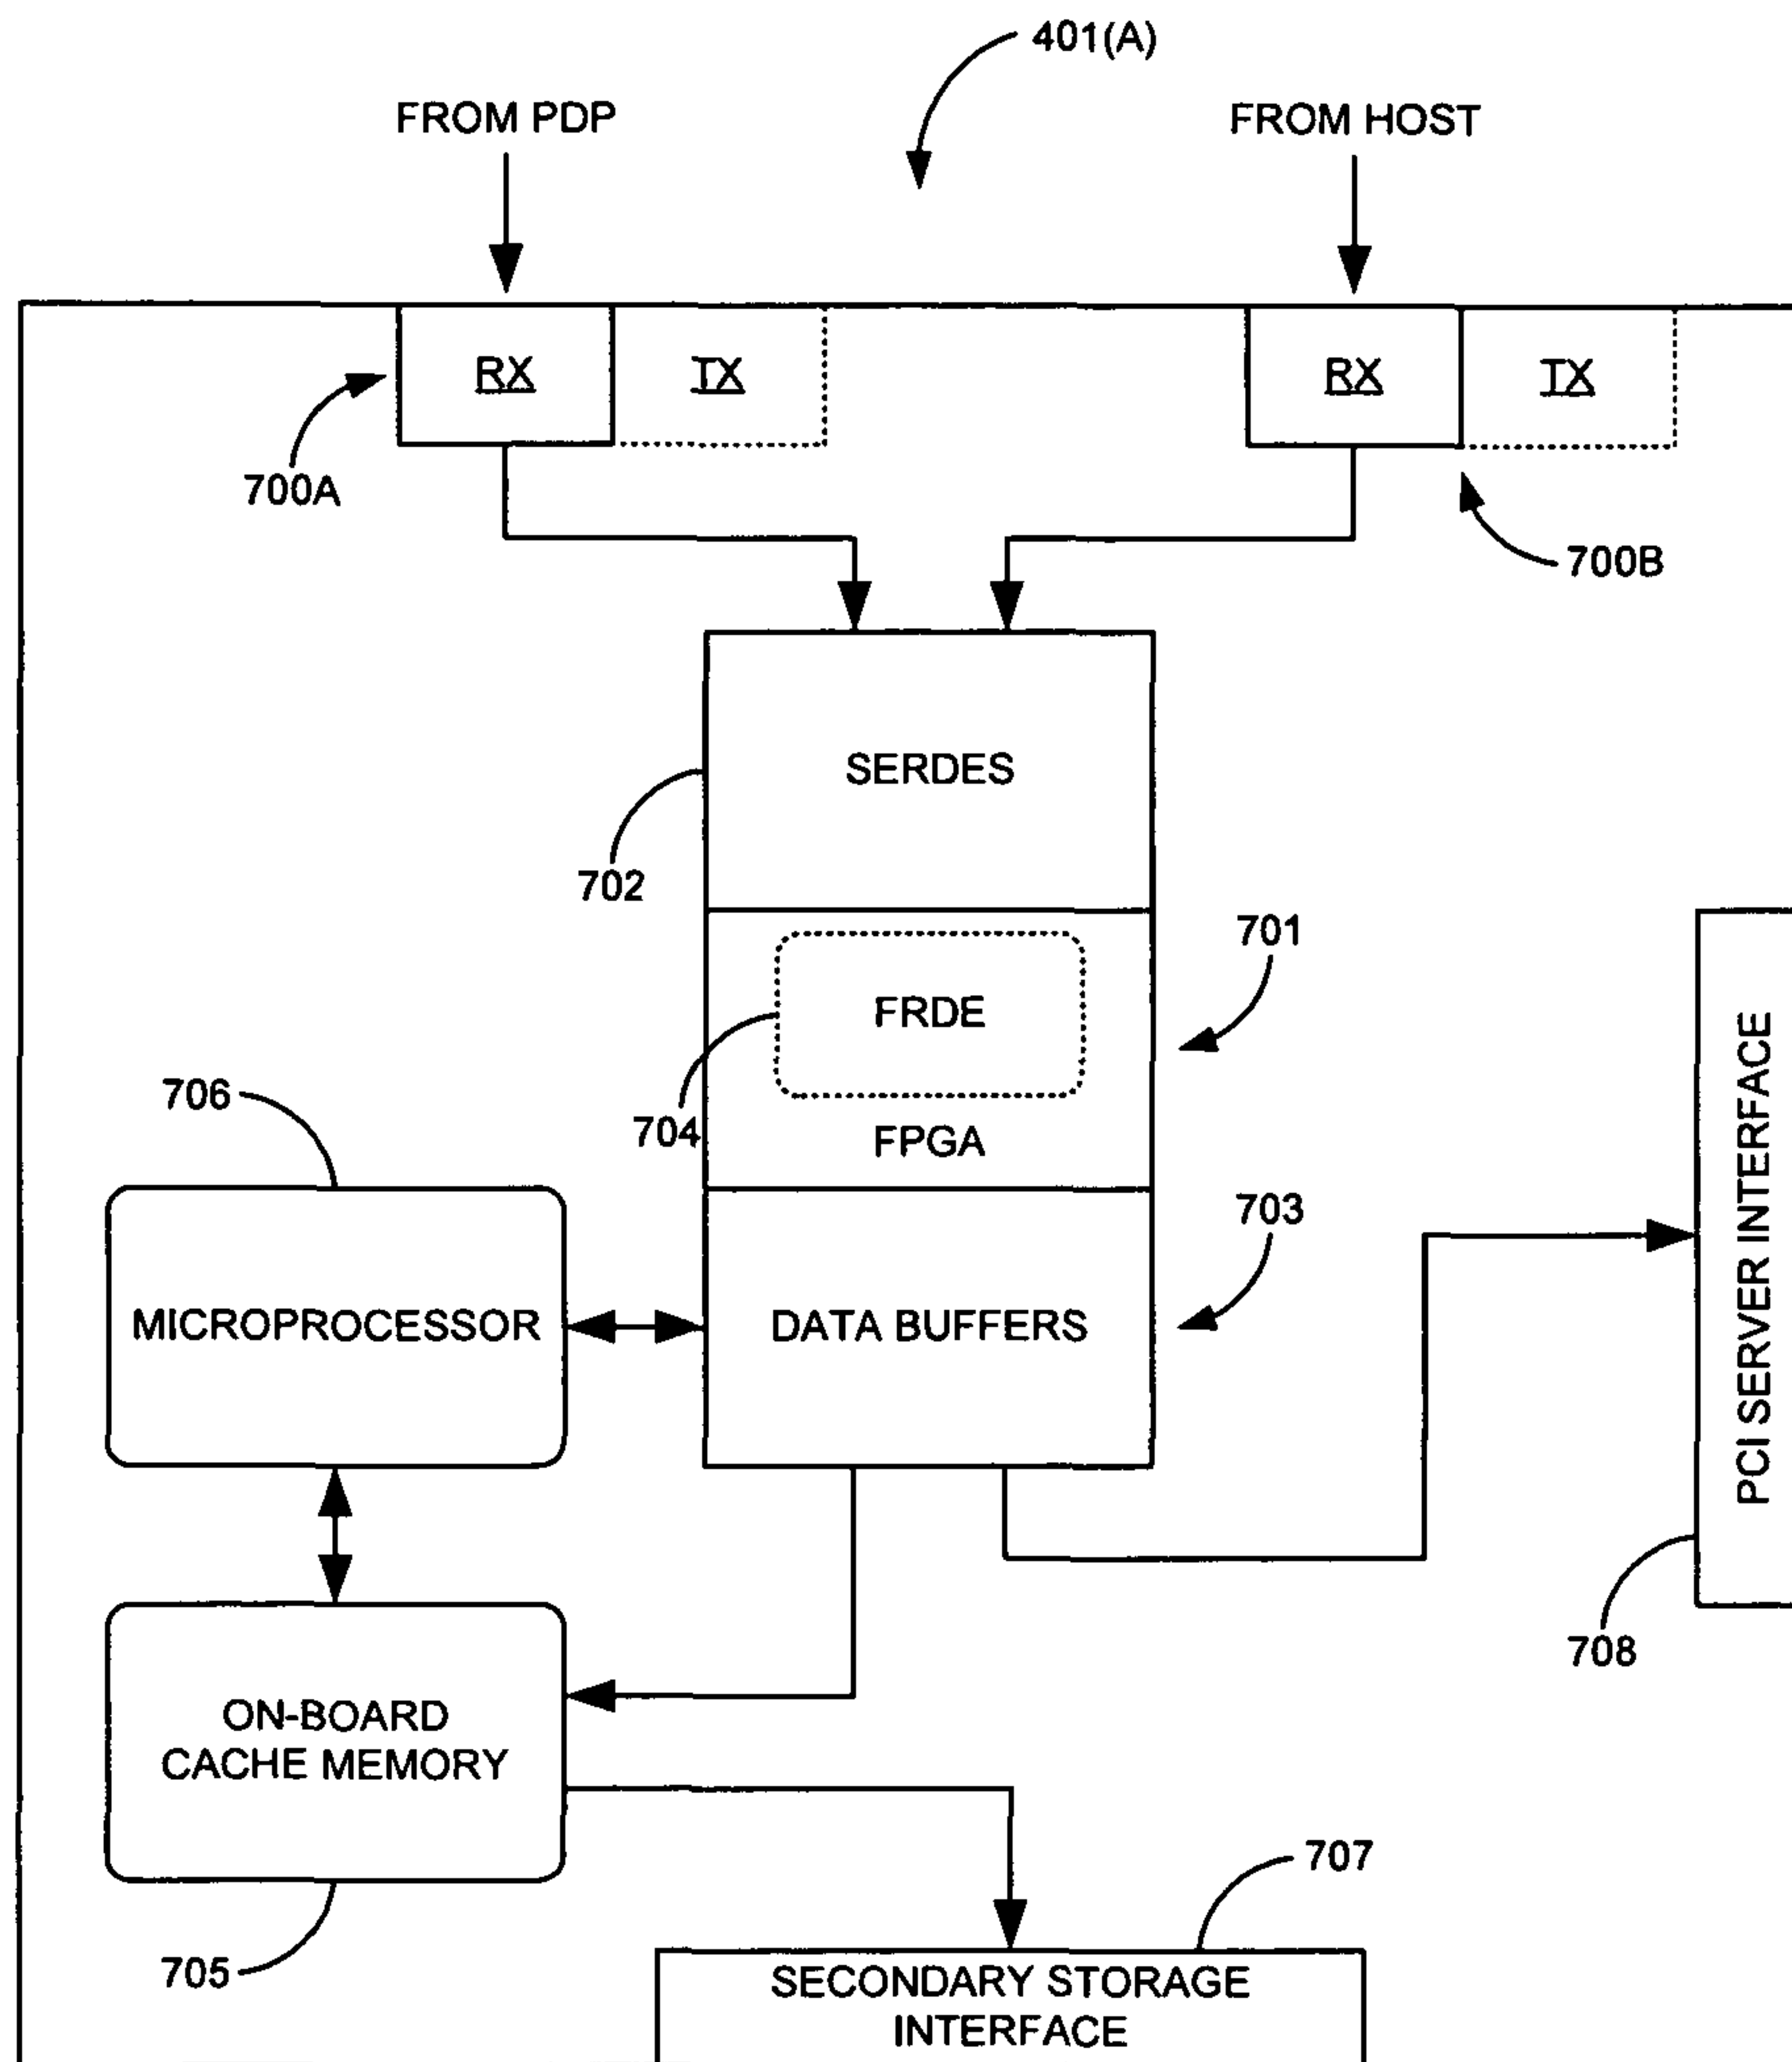 401(A)
FROM PDP
FROM HOST
RX
TX
RX
TX
700A
700B
SERDES
702
701
FRDE
704
FPGA
706
703
MICROPROCESSOR
DATA BUFFERS
PCI SERVER INTERFACE
708
ON-BOARD
CACHE MEMORY
707
705
SECONDARY STORAGE
INTERFACE